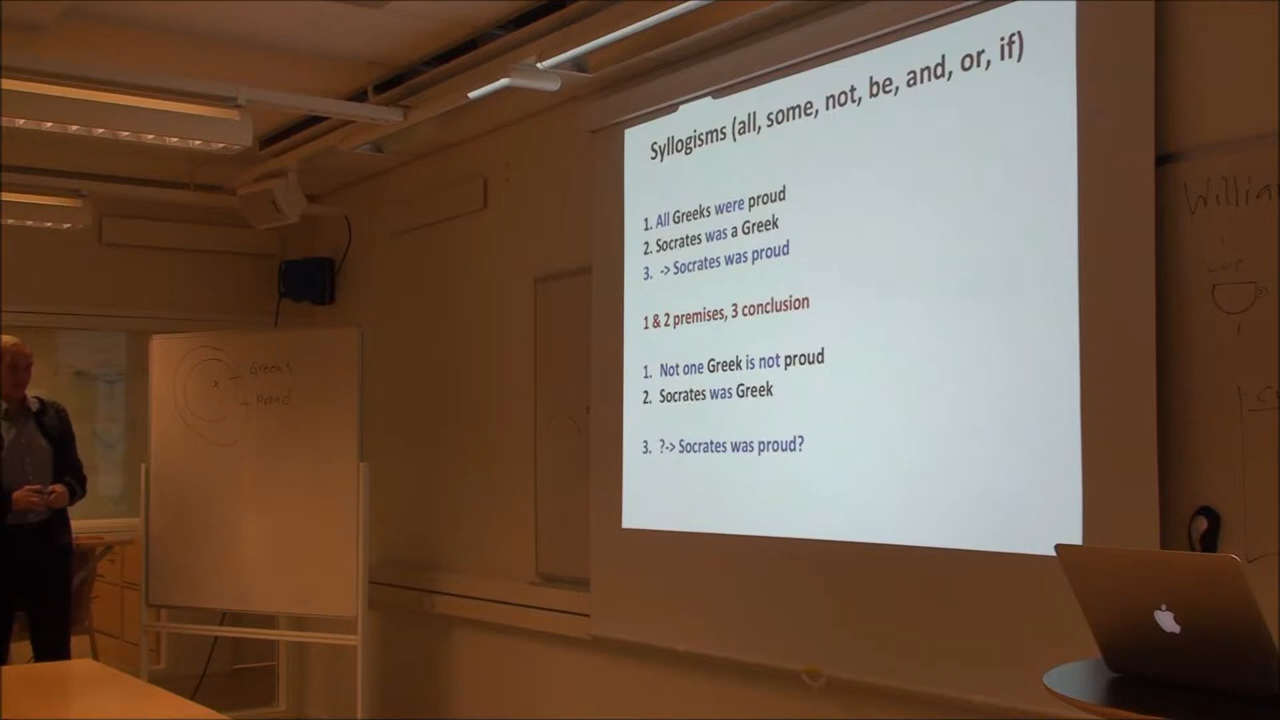 Syllogisms (all, some, not, be, and, or, if)
1. All Greeks were proud
2. Socrates was a Greek
3. -> Socrates was proud
1 & 2 premises, 3 conclusion
1. Not one Greek is not proud
2. Socrates was Greek
3. ?-> Socrates was proud?
Greeks
Proud